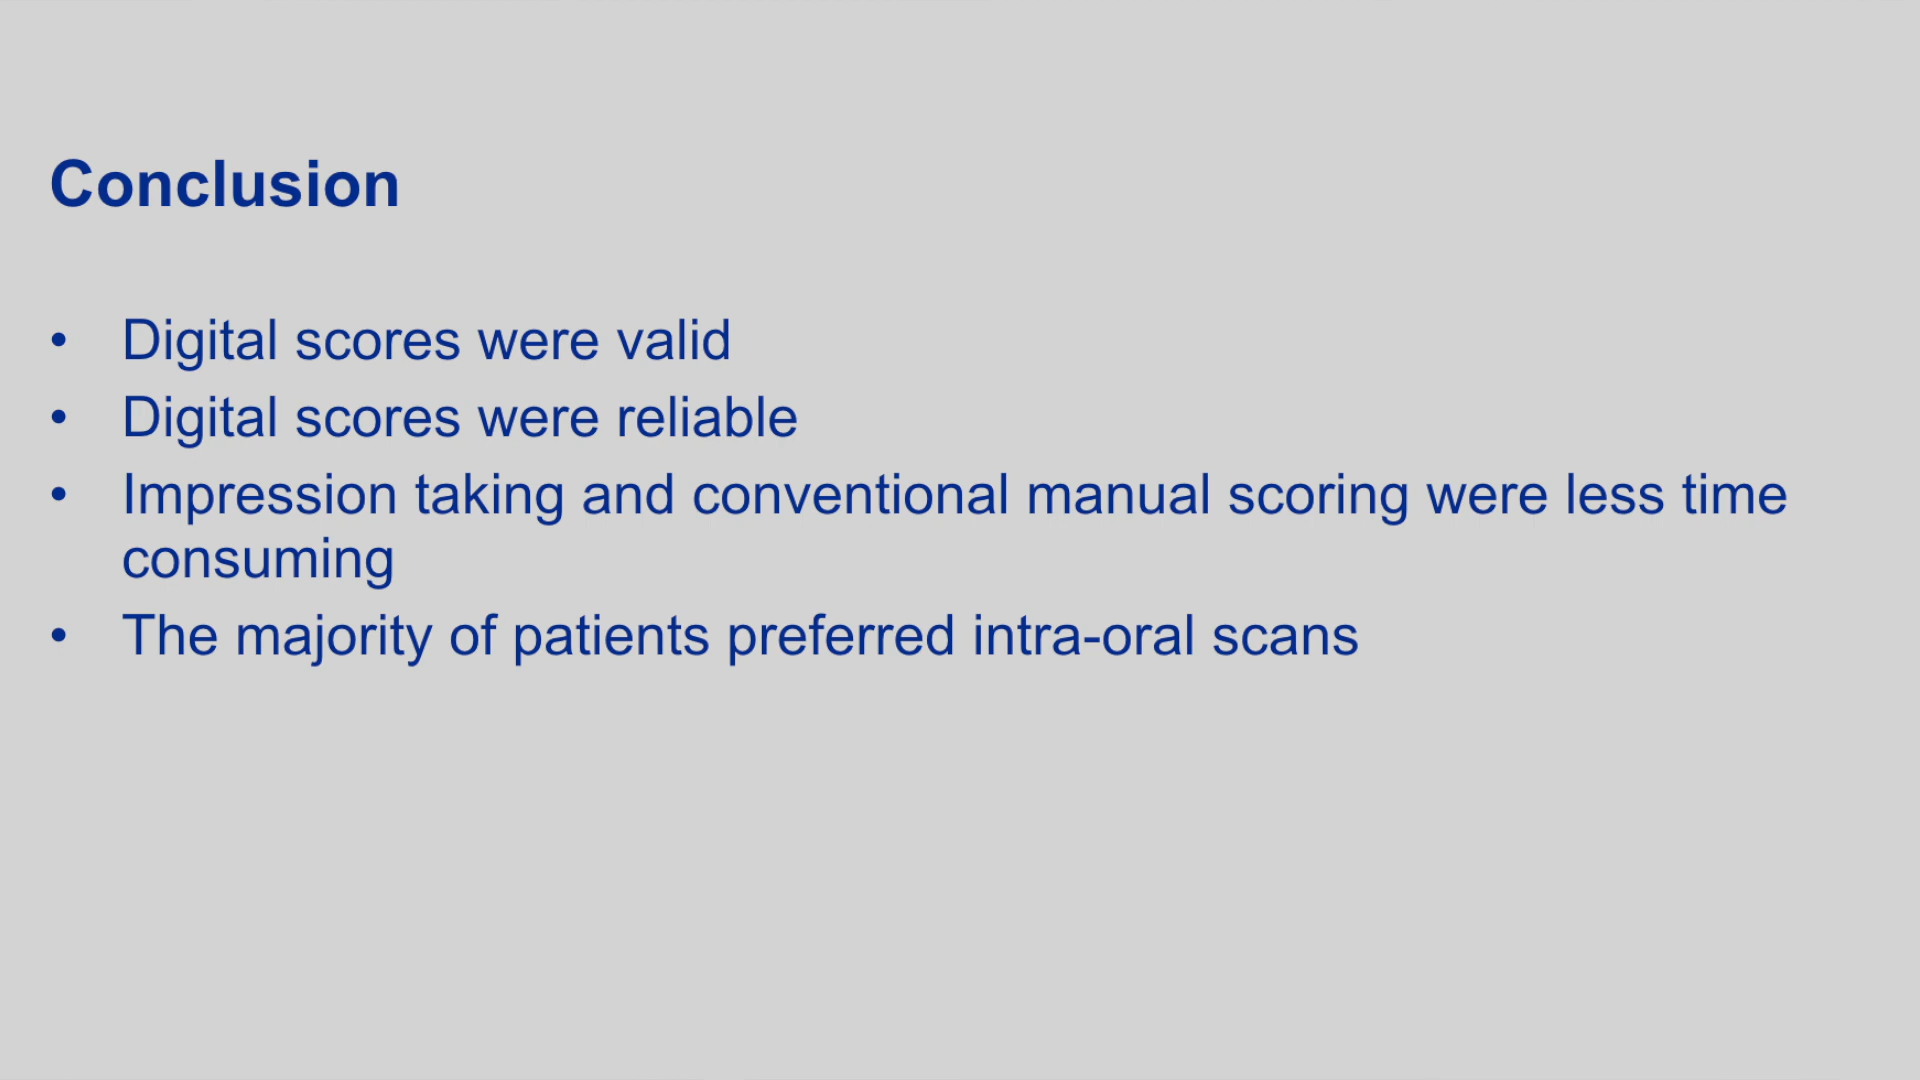 Conclusion
• Digital scores were valid
• Digital scores were reliable
• Impression taking and conventional manual scoring were less time
consuming
• The majority of patients preferred intra-oral scans